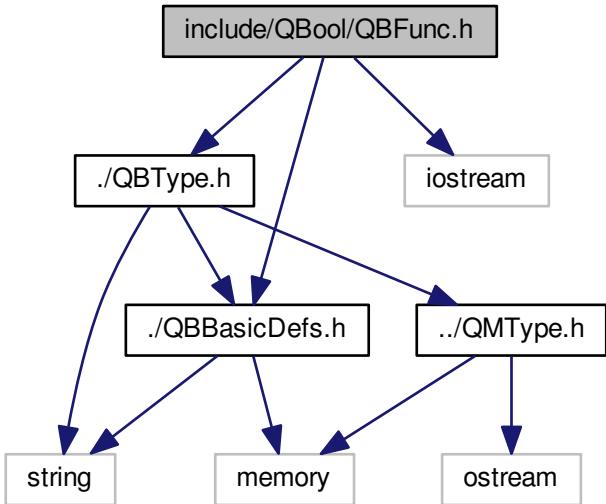 include/QBool/QBFunc.h
./QBType.h
iostream
./QBBasicDefs.h
../QMType.h
string
memory
ostream